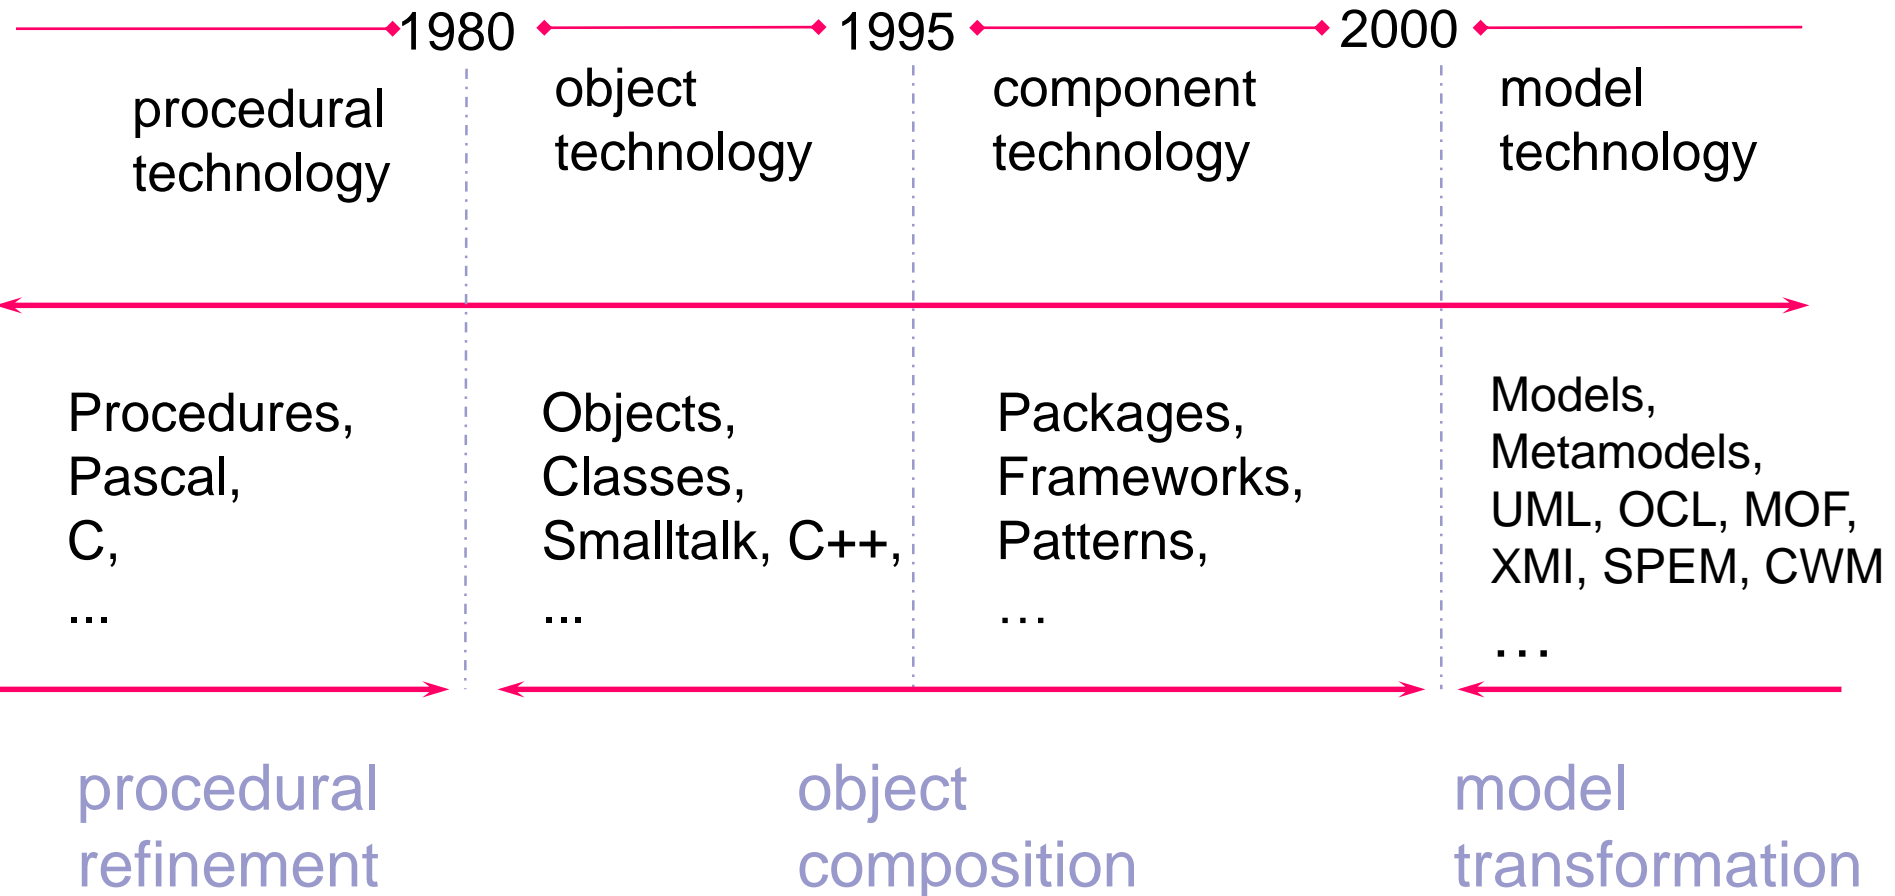 1980
1995
2000
procedural
technology
object
technology
component
technology
model
technology
Procedures,
Pascal,
C,
...
Objects,
Classes,
Smalltalk, C++,
...
Packages,
Frameworks,
Patterns,
…
Models,
Metamodels,
UML, OCL, MOF,
XMI, SPEM, CWM
…
procedural
refinement
object
composition
model
transformation